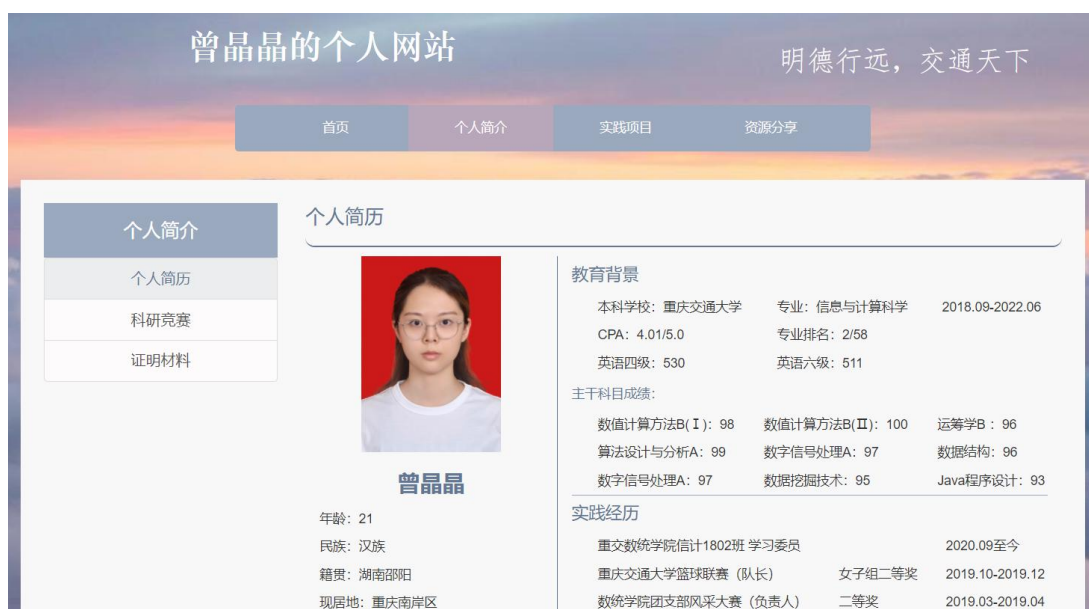 曾晶晶的个人网站
明德行远，交通天下
首页 个人简介 实践项目 资源分享
个人简介
个人简历
科研竞赛
证明材料
个人简历
曾晶晶
年龄：21
民族：汉族
籍贯：湖南邵阳
现居地：重庆南岸区
教育背景
本科学校：重庆交通大学 专业：信息与计算科学 2018.09-2022.06
CPA：4.01/5.0 专业排名：2/58
英语四级：530 英语六级：511
主干科目成绩：
数值计算方法B(Ⅰ)：98 数值计算方法B(Ⅱ)：100 运筹学B ：96
算法设计与分析A：99 数字信号处理A：97 数据结构：96
数字信号处理A：97 数据挖掘技术：95 Java程序设计：93
实践经历
重交数统学院信计1802班 学习委员 2020.09至今
重庆交通大学篮球联赛（队长） 女子组二等奖 2019.10-2019.12
数统学院团支部风采大赛（负责人） 二等奖 2019.03-2019.04